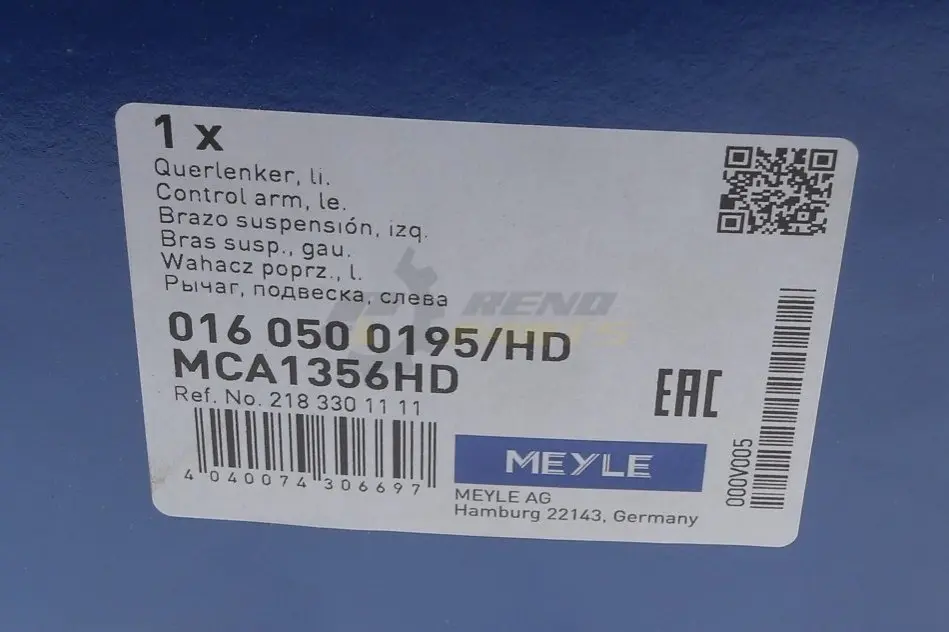 1 x
Querlenker, li.
Control arm, le.
Brazo suspensión, izq.
Bras susp., gau.
Wahacz poprz., l.
Рычаг, подвеска, слева
RENO
016 050 0195/HD
MCA1356HD
Ref. No. 218 330 11 11
EAC
4 040074 306697
MEYLE
MEYLE AG
Hamburg 22143, Germany
000V005